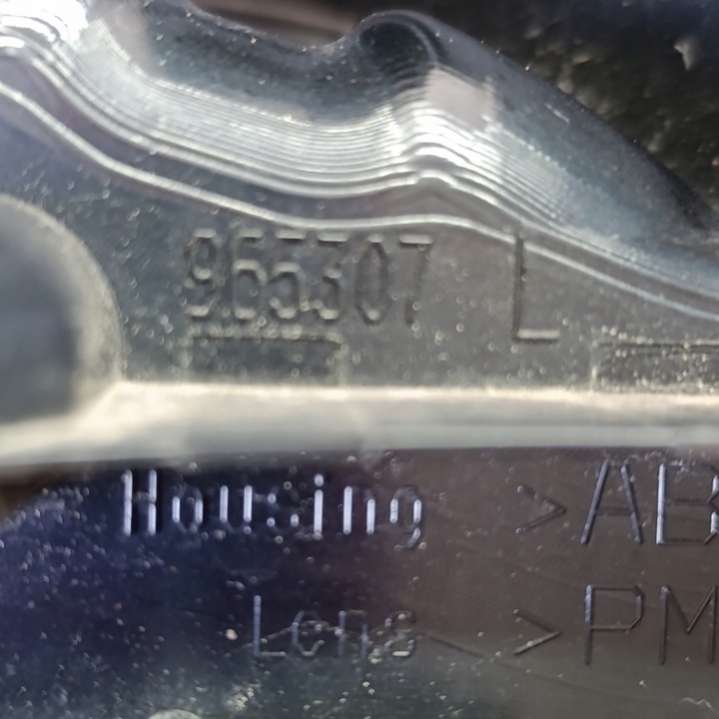 965307 L
Housing >AB
Lens >PM